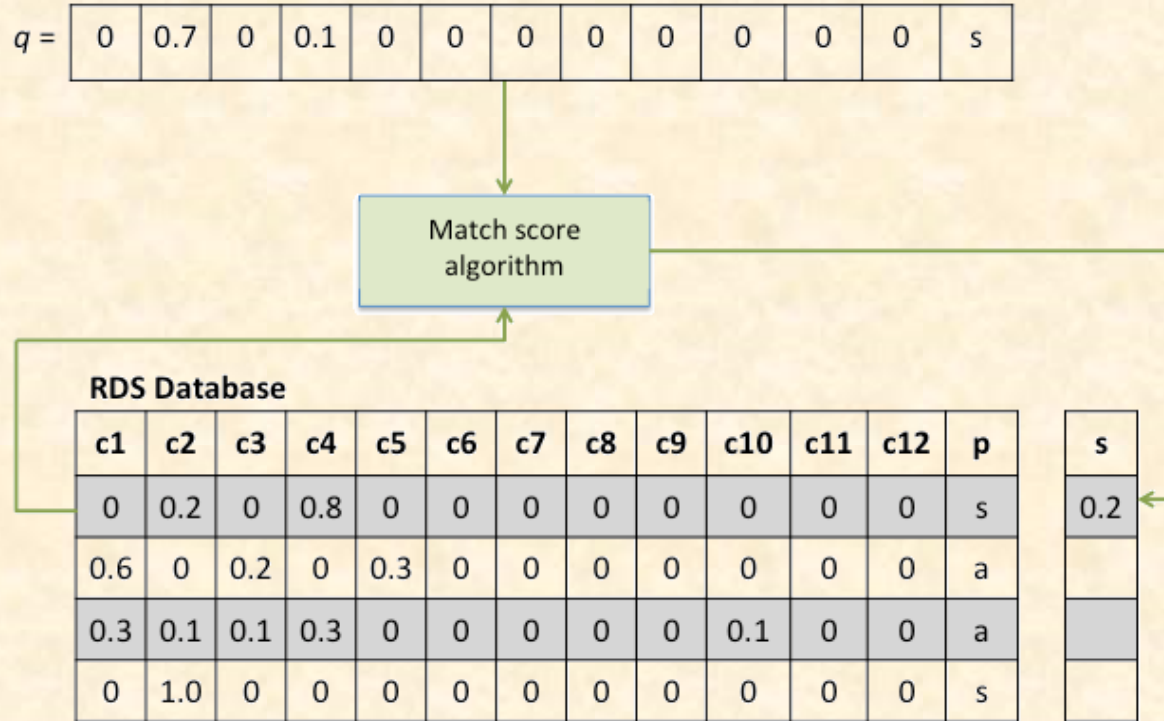 q = 0 0.7 0 0.1 0 0 0 0 0 0 0 0 s
Match score
algorithm
RDS Database
c1 c2 c3 c4 c5 c6 c7 c8 c9 c10 c11 c12 p s
0 0.2 0 0.8 0 0 0 0 0 0 0 0 s 0.2
0.6 0 0.2 0 0.3 0 0 0 0 0 0 0 a
0.3 0.1 0.1 0.3 0 0 0 0 0 0.1 0 0 a
0 1.0 0 0 0 0 0 0 0 0 0 0 s